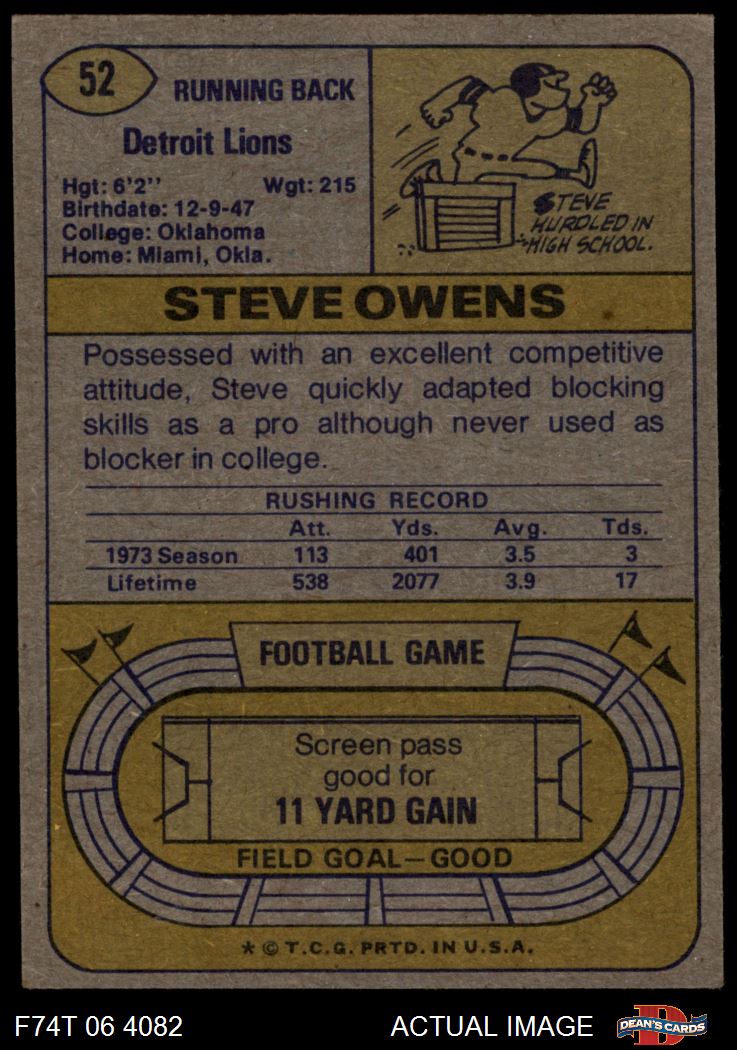 52
RUNNING BACK
Detroit Lions
Hgt: 6'2'' Wgt: 215
Birthdate: 12-9-47
College: Oklahoma
Home: Miami, Okla.
STEVE
HURDLED IN
HIGH SCHOOL.
STEVE OWENS
Possessed with an excellent competitive
attitude, Steve quickly adapted blocking
skills as a pro although never used as
blocker in college.
RUSHING RECORD
Att. Yds. Avg. Tds.
1973 Season 113 401 3.5 3
Lifetime 538 2077 3.9 17
FOOTBALL GAME
Screen pass
good for
11 YARD GAIN
FIELD GOAL—GOOD
* © T.C.G. PRTD. IN U.S.A.
F74T 06 4082 ACTUAL IMAGE
D
DEAN'S CARDS